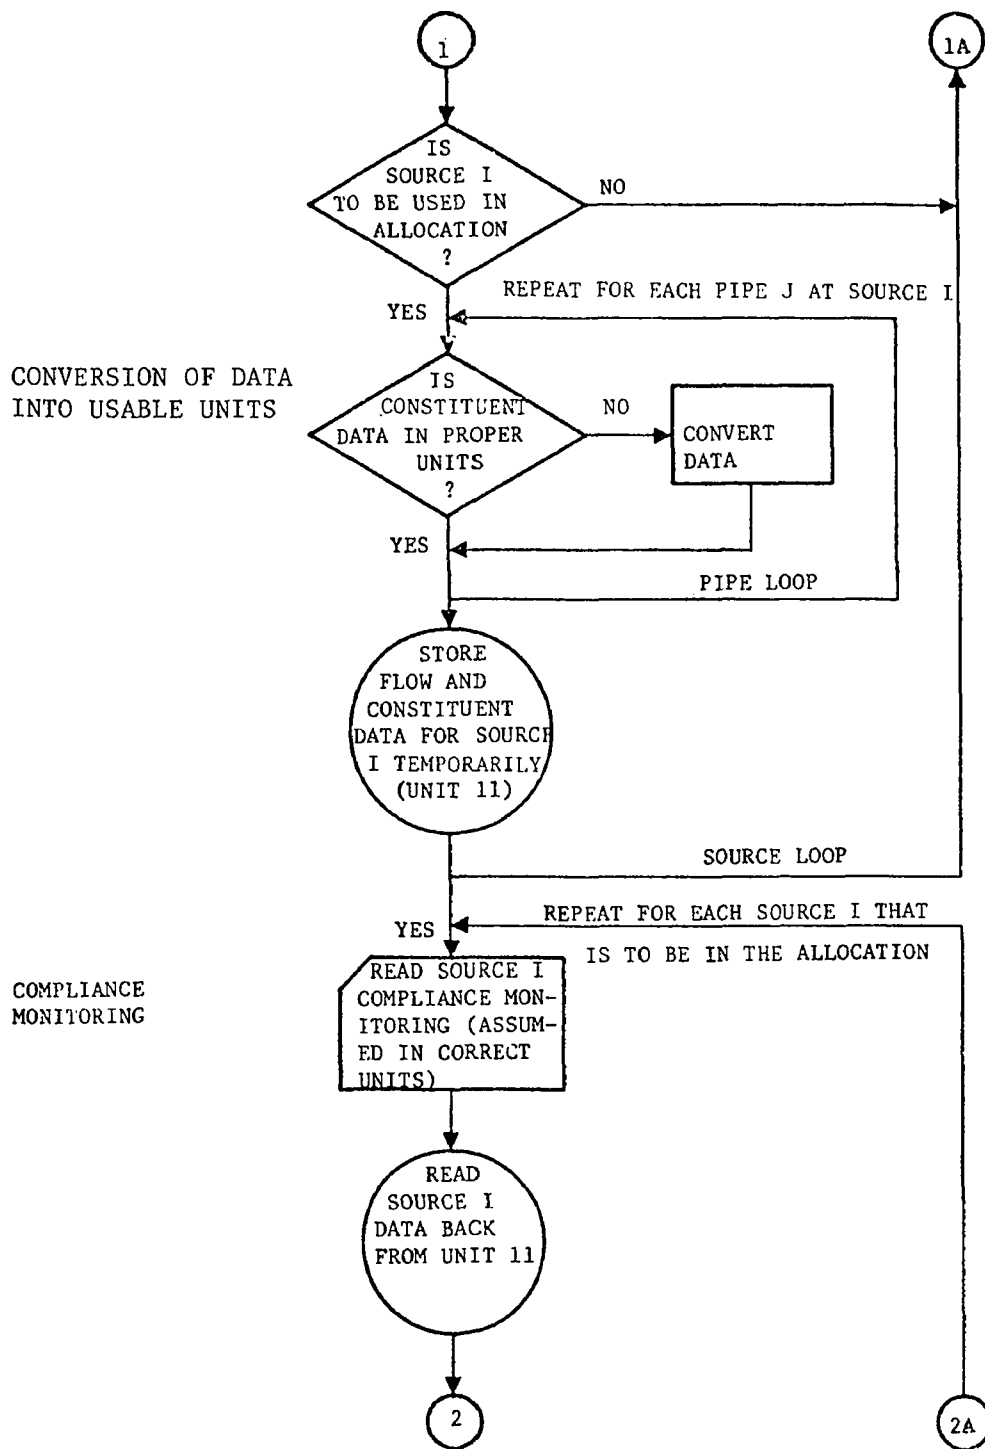 1
1A
IS
SOURCE I
TO BE USED IN
ALLOCATION
?
NO
REPEAT FOR EACH PIPE J AT SOURCE I
YES
CONVERSION OF DATA
INTO USABLE UNITS
IS
CONSTITUENT
DATA IN PROPER
UNITS
?
NO
CONVERT
DATA
YES
PIPE LOOP
STORE
FLOW AND
CONSTITUENT
DATA FOR SOURCE
I TEMPORARILY
(UNIT 11)
SOURCE LOOP
REPEAT FOR EACH SOURCE I THAT
IS TO BE IN THE ALLOCATION
YES
COMPLIANCE
MONITORING
READ SOURCE I
COMPLIANCE MON-
ITORING (ASSUM-
ED IN CORRECT
UNITS)
READ
SOURCE I
DATA BACK
FROM UNIT 11
2
2A